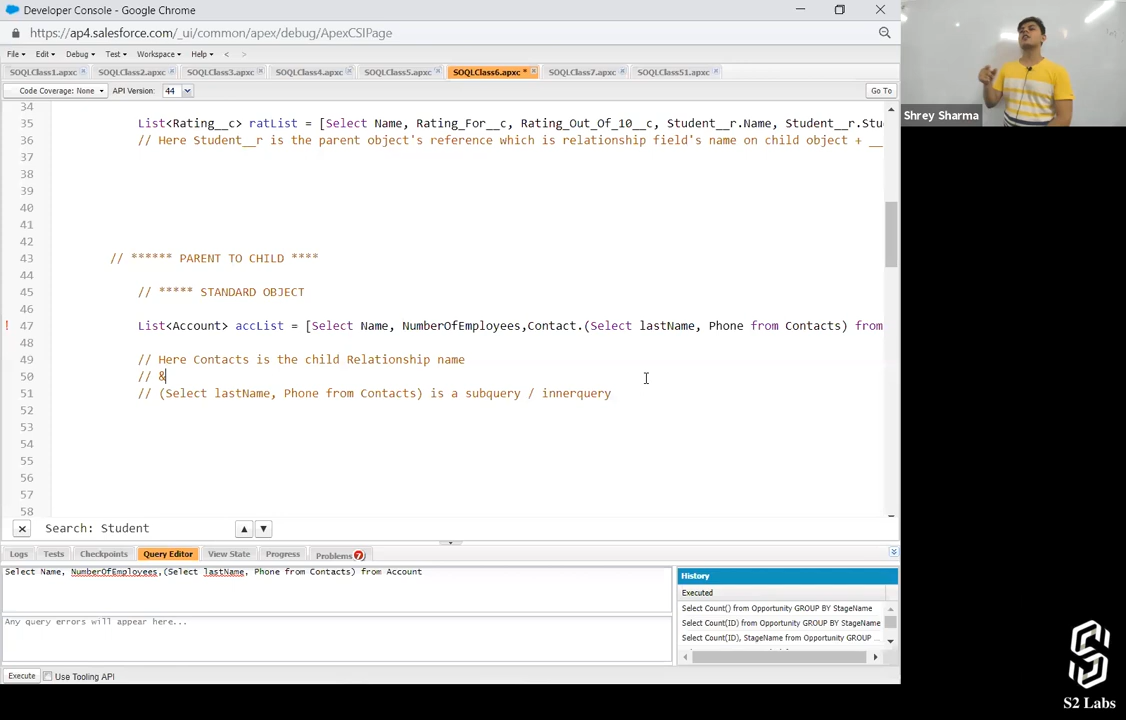 Developer Console - Google Chrome
https://ap4.salesforce.com/_ui/common/apex/debug/ApexCSIPage
File Edit Debug Test Workspace Help < >
SOQLClass1.apxc SOQLClass2.apxc SOQLClass3.apxc SOQLClass4.apxc SOQLClass5.apxc SOQLClass6.apxc * SOQLClass7.apxc SOQLClass51.apxc
Code Coverage: None API Version: 44 Go To
34
35 List<Rating__c> ratList = [Select Name, Rating_For__c, Rating_Out_Of_10__c, Student__r.Name, Student__r.Stu
36 // Here Student__r is the parent object's reference which is relationship field's name on child object + __
37
38
39
40
41
42
43 // ****** PARENT TO CHILD ****
44
45 // ***** STANDARD OBJECT
46
! 47 List<Account> accList = [Select Name, NumberOfEmployees,Contact.(Select lastName, Phone from Contacts) from
48
49 // Here Contacts is the child Relationship name
50 // &
51 // (Select lastName, Phone from Contacts) is a subquery / innerquery
52
53
54
55
56
57
58
Search: Student
Logs Tests Checkpoints Query Editor View State Progress Problems 7
Select Name, NumberOfEmployees,(Select lastName, Phone from Contacts) from Account
Any query errors will appear here...
History
Executed
Select Count() from Opportunity GROUP BY StageName
Select Count(ID) from Opportunity GROUP BY StageName
Select Count(ID), StageName from Opportunity GROUP ...
Execute Use Tooling API
Shrey Sharma
S2 Labs